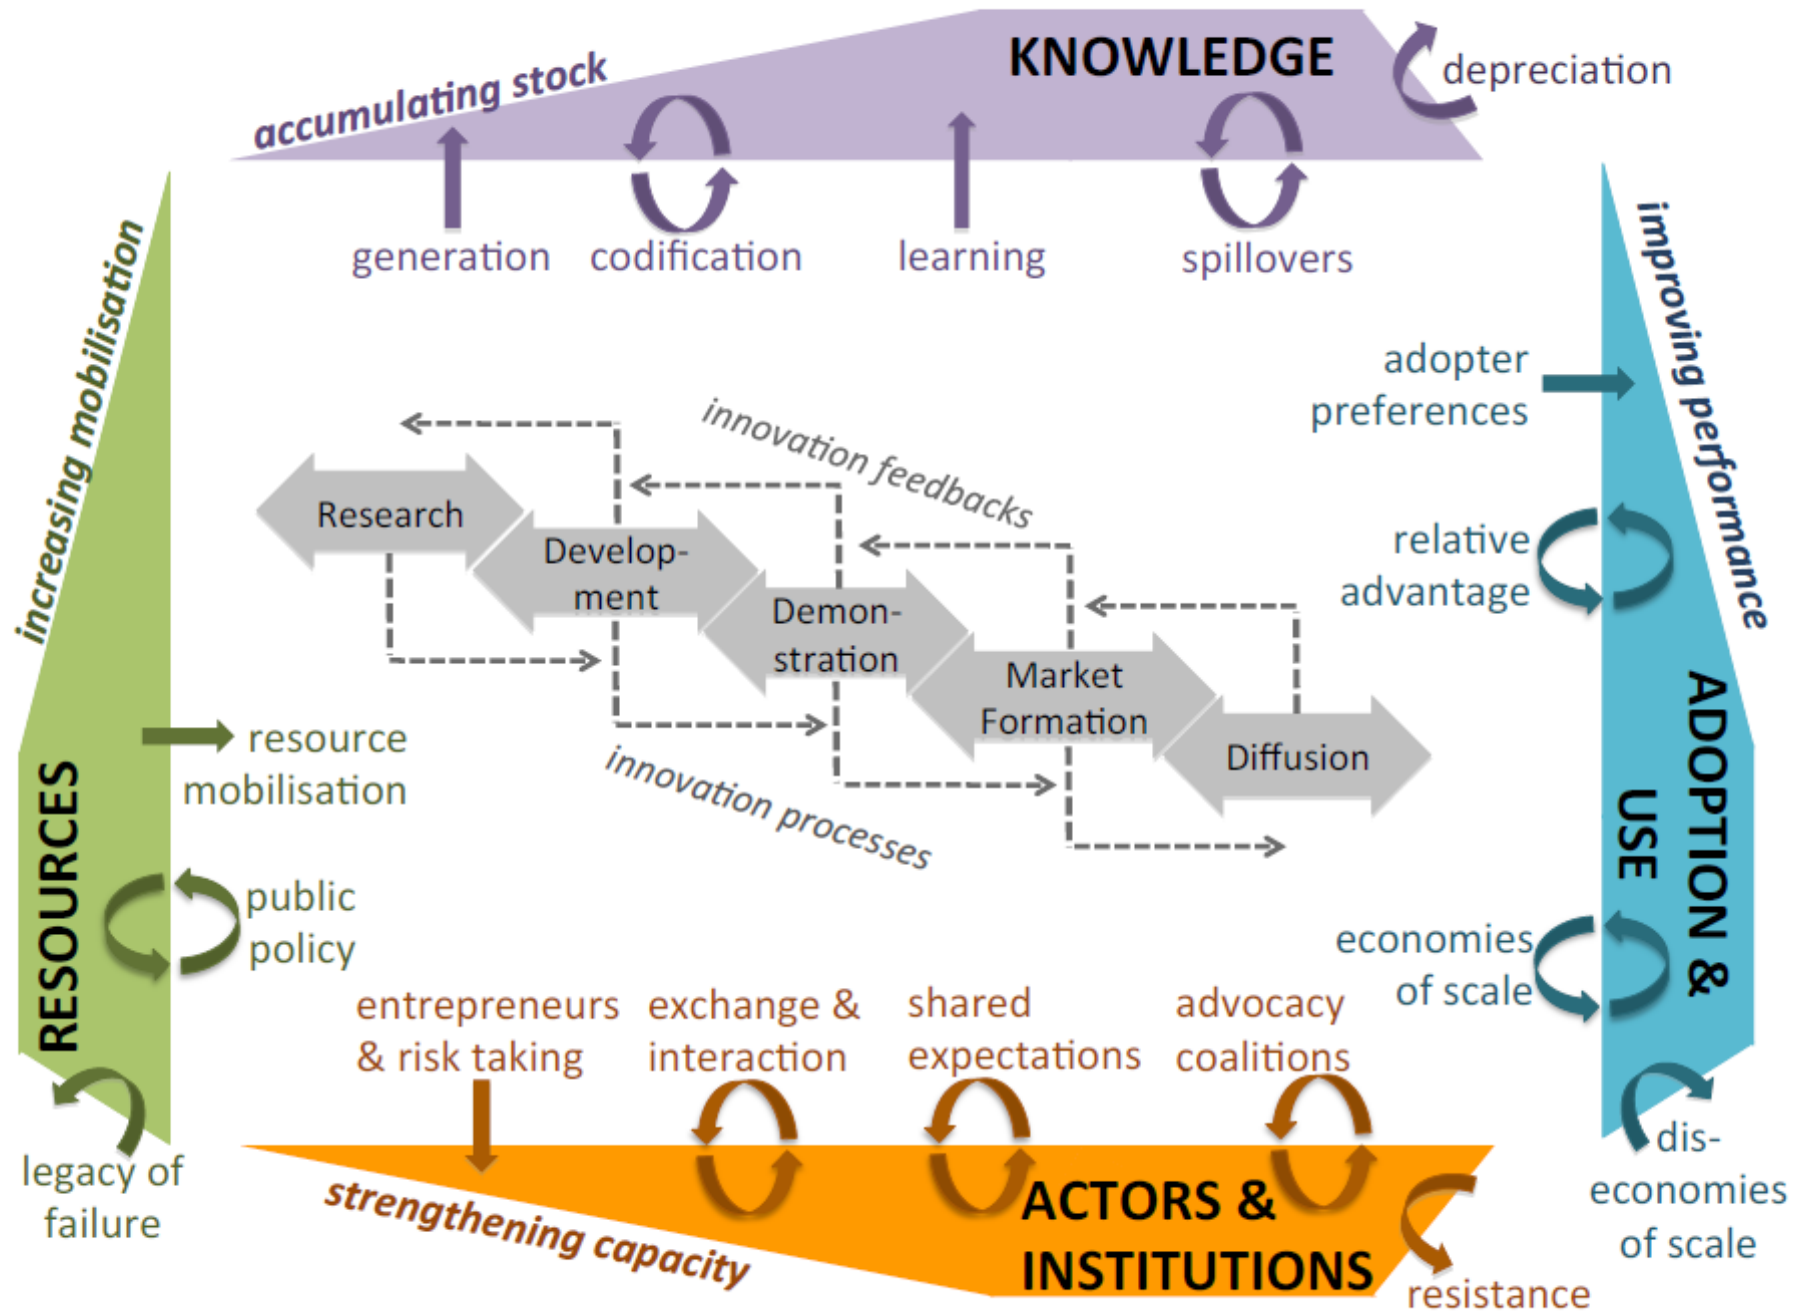 KNOWLEDGE
accumulating stock
depreciation
generation
codification
learning
spillovers
increasing mobilisation
RESOURCES
resource
mobilisation
public
policy
legacy of
failure
innovation feedbacks
Research
Develop-
ment
Demon-
stration
Market
Formation
Diffusion
innovation processes
improving performance
ADOPTION &
USE
adopter
preferences
relative
advantage
economies
of scale
dis-
economies
of scale
entrepreneurs
& risk taking
exchange &
interaction
shared
expectations
advocacy
coalitions
strengthening capacity
ACTORS &
INSTITUTIONS
resistance